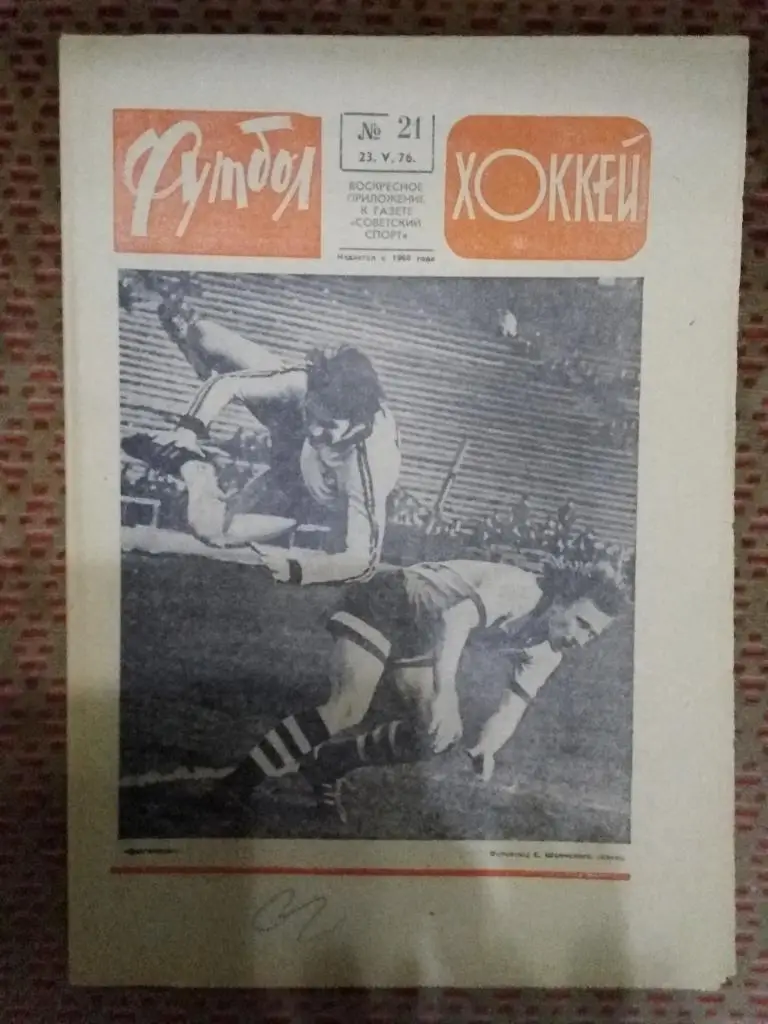 Футбол
№ 21
23. V. 76.
ВОСКРЕСНОЕ
ПРИЛОЖЕНИЕ
К ГАЗЕТЕ
«СОВЕТСКИЙ
СПОРТ»
Издается с 1960 года
ХОККЕЙ